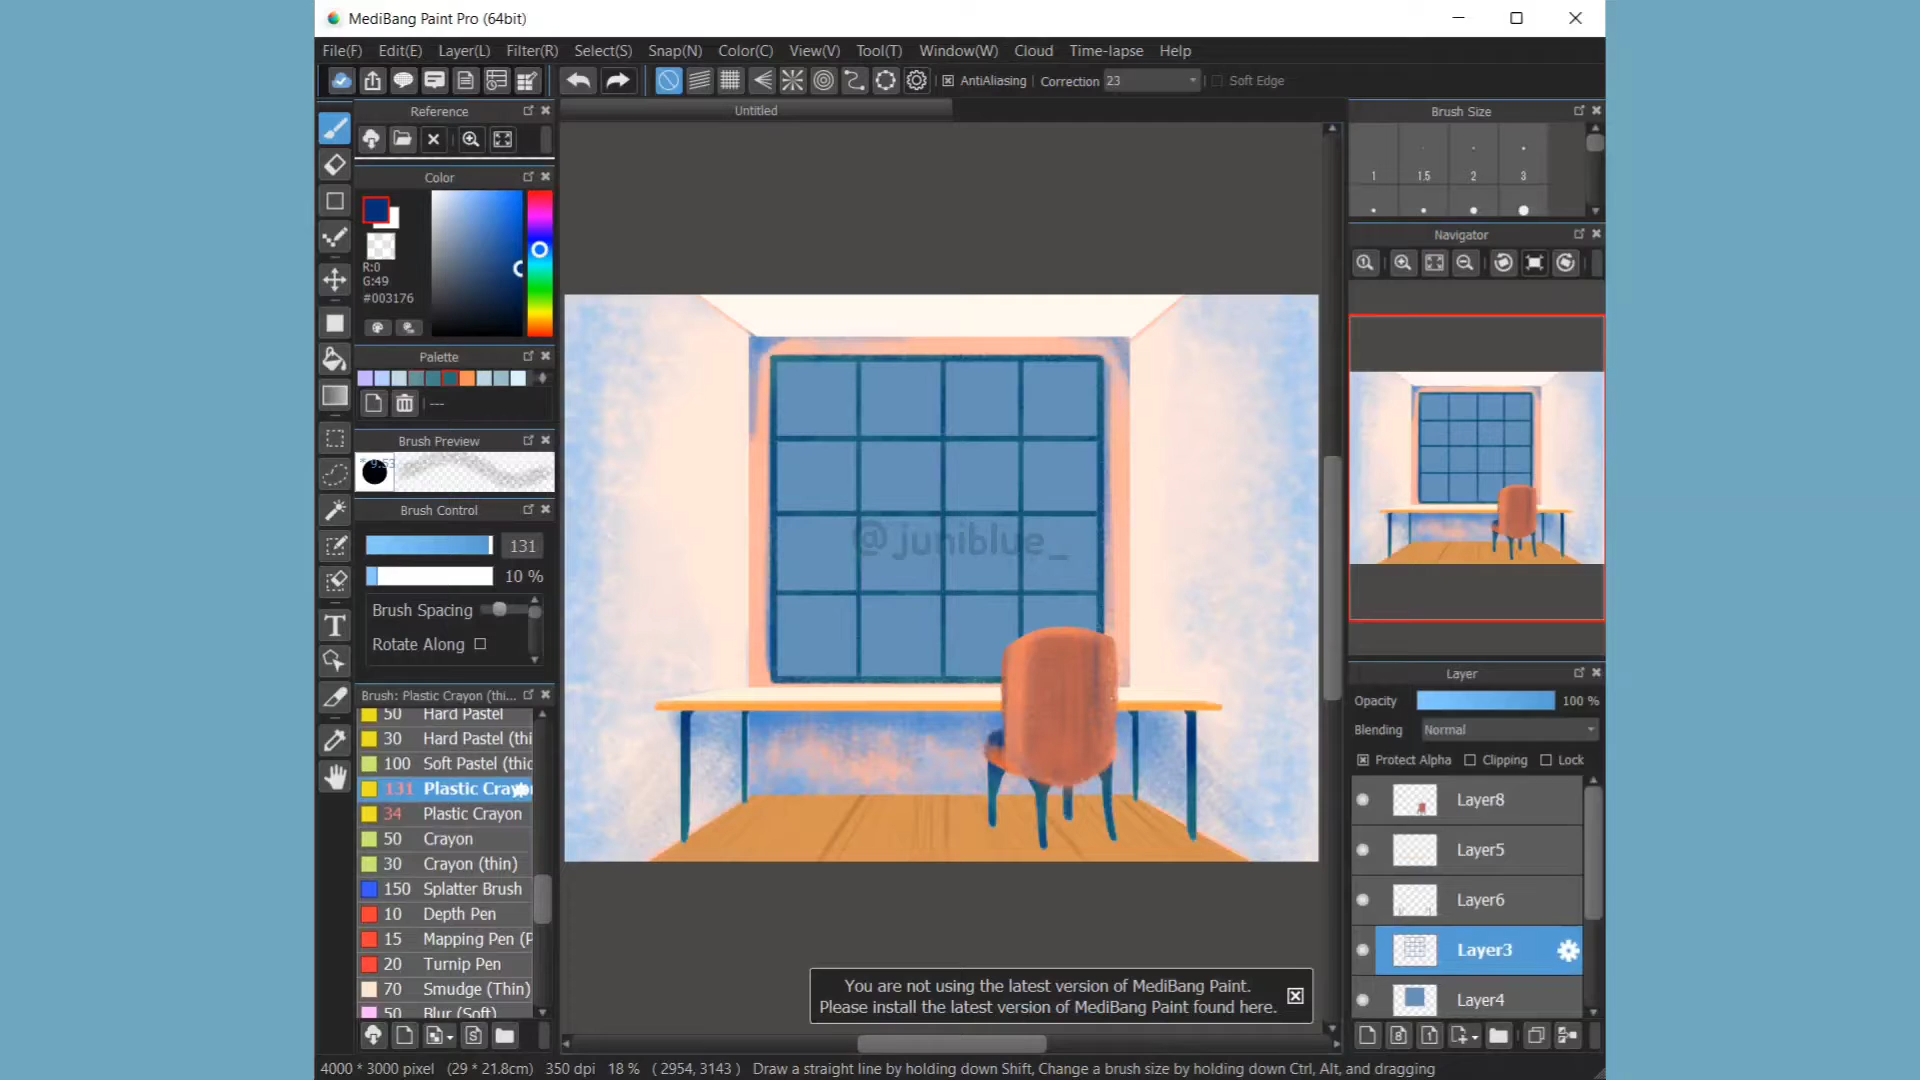 MediBang Paint Pro (64bit)
File(F) Edit(E) Layer(L) Filter(R) Select(S) Snap(N) Color(C) View(V) Tool(T) Window(W) Cloud Time-lapse Help
AntiAliasing Correction 23 Soft Edge
Reference
Untitled
Brush Size
1 1.5 2 3
Color
R:0
G:49
#003176
Navigator
Palette
---
Brush Preview
* 9.53
Brush Control
131
10 %
Brush Spacing
Rotate Along
Brush: Plastic Crayon (thi...
50 Hard Pastel
30 Hard Pastel (thi
100 Soft Pastel (thic
131 Plastic Crayo
34 Plastic Crayon
50 Crayon
30 Crayon (thin)
150 Splatter Brush
10 Depth Pen
15 Mapping Pen (P
20 Turnip Pen
70 Smudge (Thin)
50 Blur (Soft)
@juniblue_
Layer
Opacity 100 %
Blending Normal
Protect Alpha Clipping Lock
Layer8
Layer5
Layer6
Layer3
Layer4
You are not using the latest version of MediBang Paint.
Please install the latest version of MediBang Paint found here.
4000 * 3000 pixel (29 * 21.8cm) 350 dpi 18 % ( 2954, 3143 ) Draw a straight line by holding down Shift, Change a brush size by holding down Ctrl, Alt, and dragging